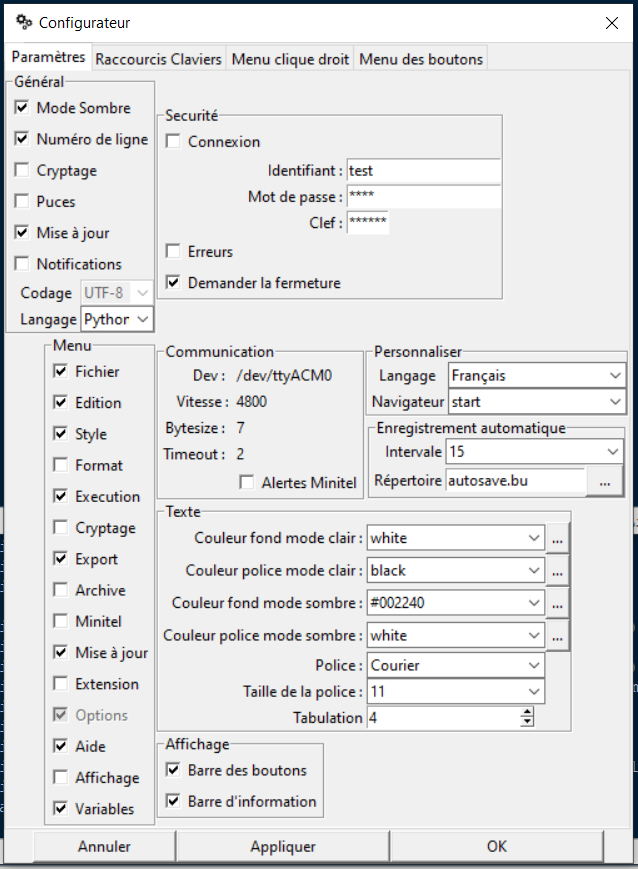 Configurateur
Paramètres Raccourcis Claviers Menu clique droit Menu des boutons
Général
Mode Sombre
Numéro de ligne
Cryptage
Puces
Mise à jour
Notifications
Codage UTF-8
Langage Python
Securité
Connexion
Identifiant : test
Mot de passe : ****
Clef : ******
Erreurs
Demander la fermeture
Menu
Fichier
Edition
Style
Format
Execution
Cryptage
Export
Archive
Minitel
Mise à jour
Extension
Options
Aide
Affichage
Variables
Communication
Dev : /dev/ttyACM0
Vitesse : 4800
Bytesize : 7
Timeout : 2
Alertes Minitel
Personnaliser
Langage Français
Navigateur start
Enregistrement automatique
Intervale 15
Répertoire autosave.bu ...
Texte
Couleur fond mode clair : white ...
Couleur police mode clair : black ...
Couleur fond mode sombre : #002240 ...
Couleur police mode sombre : white ...
Police : Courier
Taille de la police : 11
Tabulation 4
Affichage
Barre des boutons
Barre d'information
Annuler Appliquer OK